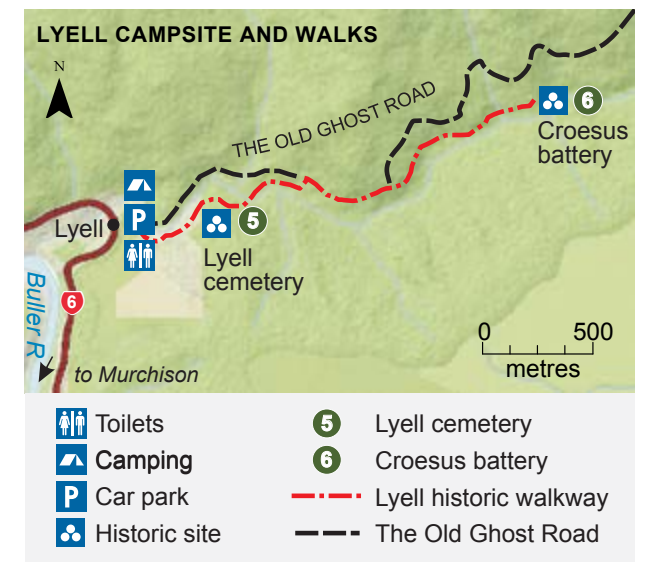 LYELL CAMPSITE AND WALKS
N
THE OLD GHOST ROAD
6
Croesus
battery
P
Lyell
5
Lyell
cemetery
Buller R
6
to Murchison
0 500
metres
Toilets
Camping
P Car park
Historic site
5 Lyell cemetery
6 Croesus battery
Lyell historic walkway
The Old Ghost Road